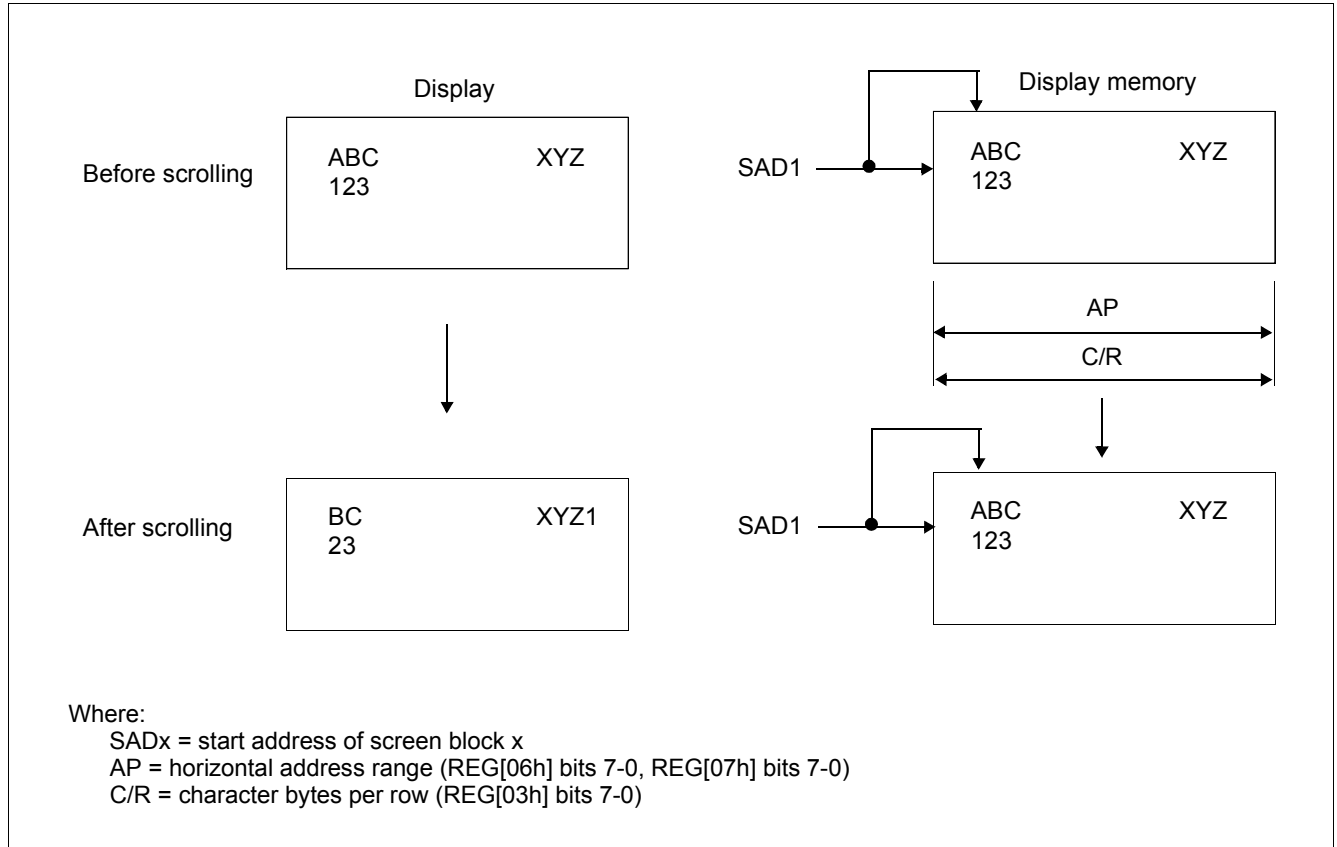 Display
Display memory
Before scrolling
ABC XYZ
123
SAD1
ABC XYZ
123
AP
C/R
After scrolling
BC XYZ1
23
SAD1
ABC XYZ
123
Where:
SADx = start address of screen block x
AP = horizontal address range (REG[06h] bits 7-0, REG[07h] bits 7-0)
C/R = character bytes per row (REG[03h] bits 7-0)